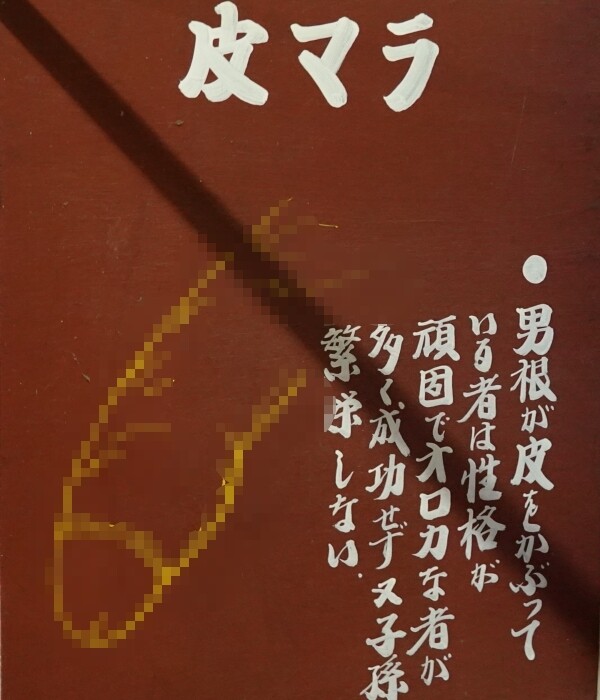 皮マラ
●男根が皮をかぶって
いる者は性格が
頑固でオロカな者が
多く成功せずヌ子孫
繁栄しない.